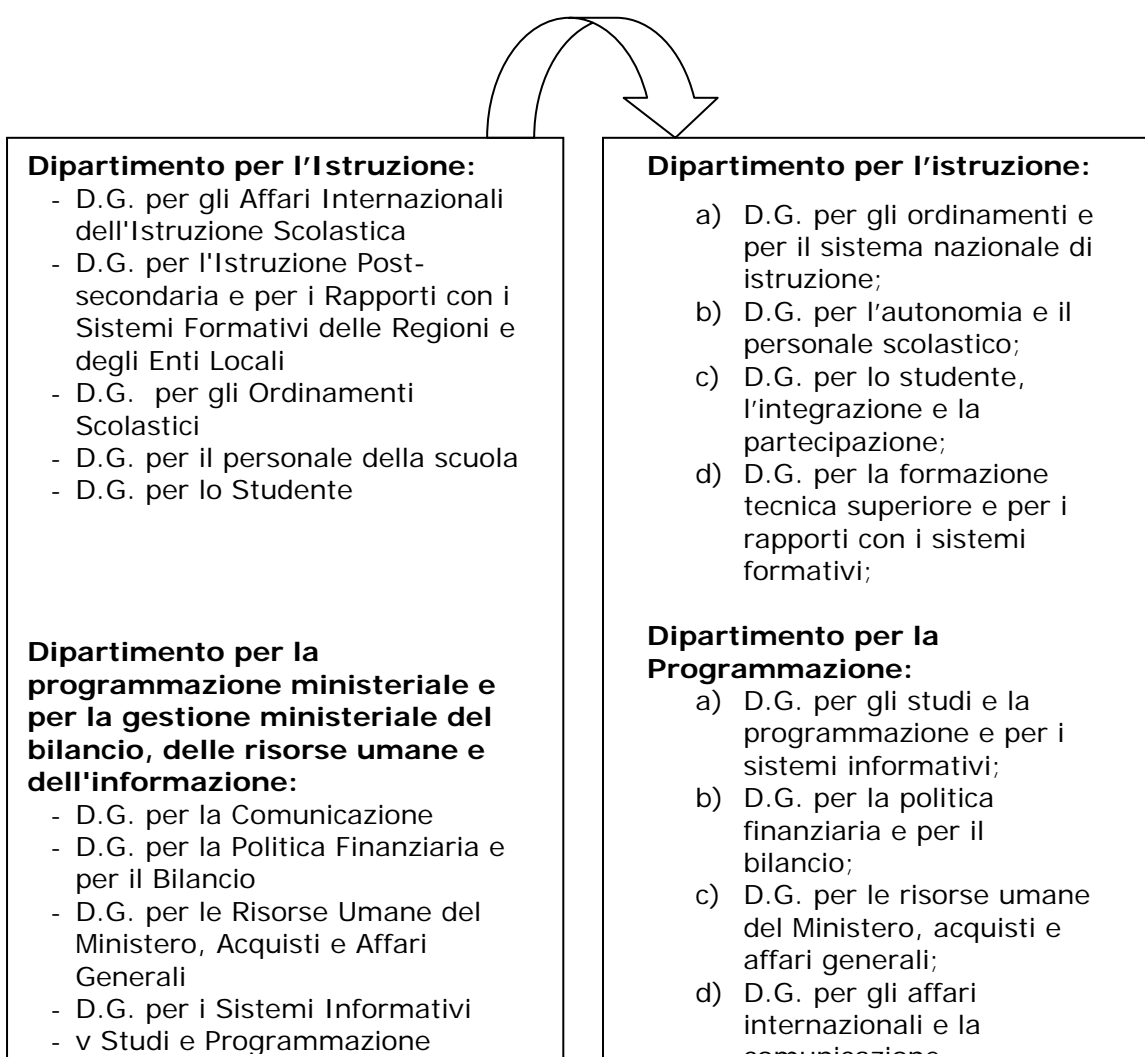 Dipartimento per l'Istruzione:
- D.G. per gli Affari Internazionali
dell'Istruzione Scolastica
- D.G. per l'Istruzione Post-
secondaria e per i Rapporti con i
Sistemi Formativi delle Regioni e
degli Enti Locali
- D.G. per gli Ordinamenti
Scolastici
- D.G. per il personale della scuola
- D.G. per lo Studente
Dipartimento per la
programmazione ministeriale e
per la gestione ministeriale del
bilancio, delle risorse umane e
dell'informazione:
- D.G. per la Comunicazione
- D.G. per la Politica Finanziaria e
per il Bilancio
- D.G. per le Risorse Umane del
Ministero, Acquisti e Affari
Generali
- D.G. per i Sistemi Informativi
- v Studi e Programmazione
Dipartimento per l'istruzione:
a) D.G. per gli ordinamenti e
per il sistema nazionale di
istruzione;
b) D.G. per l'autonomia e il
personale scolastico;
c) D.G. per lo studente,
l'integrazione e la
partecipazione;
d) D.G. per la formazione
tecnica superiore e per i
rapporti con i sistemi
formativi;
Dipartimento per la
Programmazione:
a) D.G. per gli studi e la
programmazione e per i
sistemi informativi;
b) D.G. per la politica
finanziaria e per il
bilancio;
c) D.G. per le risorse umane
del Ministero, acquisti e
affari generali;
d) D.G. per gli affari
internazionali e la
comunicazione